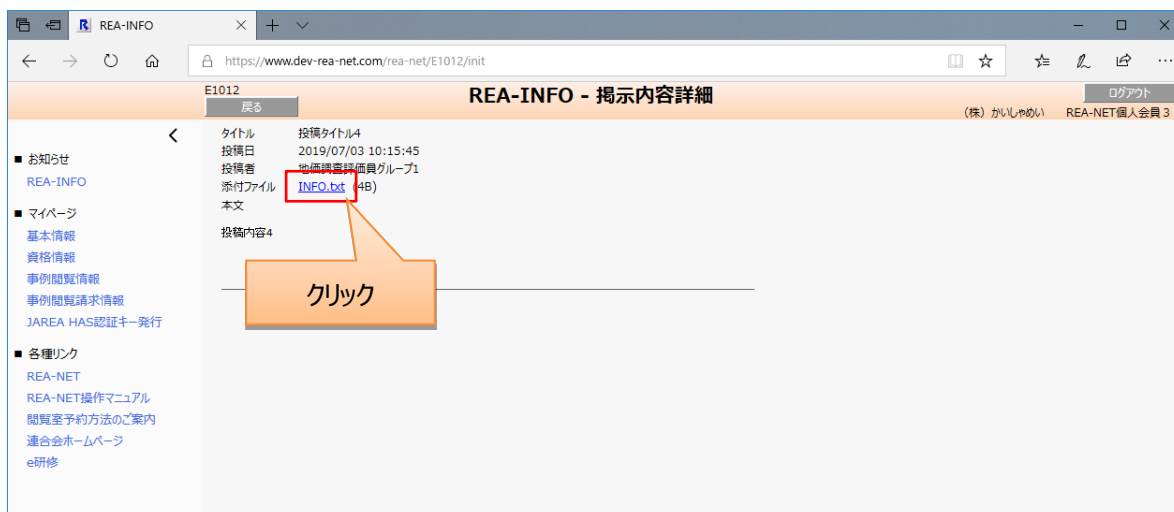 REA-INFO
https://www.dev-rea-net.com/rea-net/E1012/init
E1012
戻る
REA-INFO - 掲示内容詳細
ログアウト
(株) かいしゃめい REA-NET個人会員3
タイトル 投稿タイトル4
投稿日 2019/07/03 10:15:45
投稿者 地価調査評価員グループ1
添付ファイル INFO.txt (4B)
本文
投稿内容4
クリック
■ お知らせ
REA-INFO
■ マイページ
基本情報
資格情報
事例閲覧情報
事例閲覧請求情報
JAREA HAS認証キー発行
■ 各種リンク
REA-NET
REA-NET操作マニュアル
閲覧室予約方法のご案内
連合会ホームページ
e研修